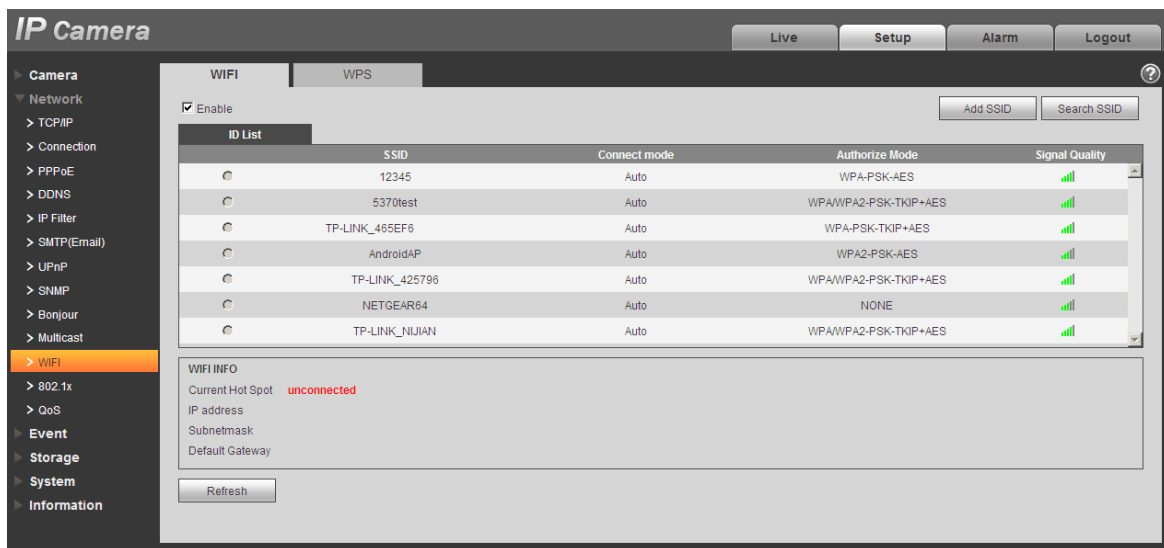 IP Camera
Live Setup Alarm Logout
Camera
Network
> TCP/IP
> Connection
> PPPoE
> DDNS
> IP Filter
> SMTP(Email)
> UPnP
> SNMP
> Bonjour
> Multicast
> WIFI
> 802.1x
> QoS
Event
Storage
System
Information
WIFI WPS
?
Enable Add SSID Search SSID
ID List
SSID Connect mode Authorize Mode Signal Quality
12345 Auto WPA-PSK-AES
5370test Auto WPA/WPA2-PSK-TKIP+AES
TP-LINK_465EF6 Auto WPA-PSK-TKIP+AES
AndroidAP Auto WPA2-PSK-AES
TP-LINK_425796 Auto WPA/WPA2-PSK-TKIP+AES
NETGEAR64 Auto NONE
TP-LINK_NIJIAN Auto WPA/WPA2-PSK-TKIP+AES
WIFI INFO
Current Hot Spot unconnected
IP address
Subnetmask
Default Gateway
Refresh